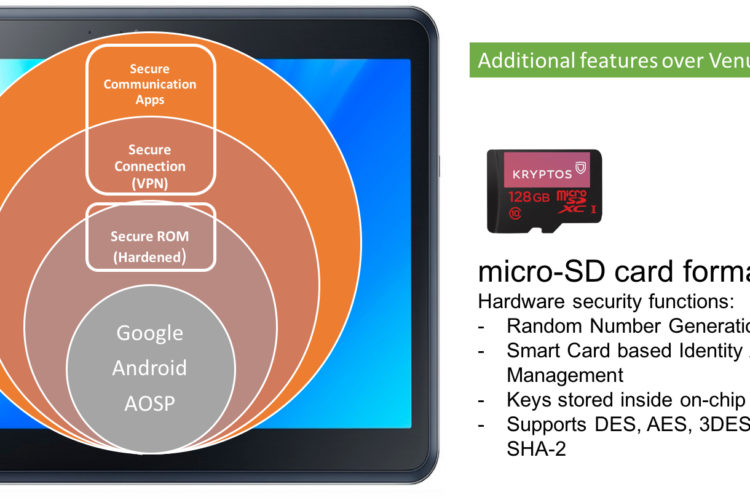 Secure
Communication
Apps
Secure
Connection
(VPN)
Secure ROM
(Hardened)
Google
Android
AOSP
Additional features over Venu
KRYPTOS
128GB
micro
SD
XC I
10
micro-SD card forma
Hardware security functions:
- Random Number Generatio
- Smart Card based Identity
Management
- Keys stored inside on-chip
- Supports DES, AES, 3DES
SHA-2